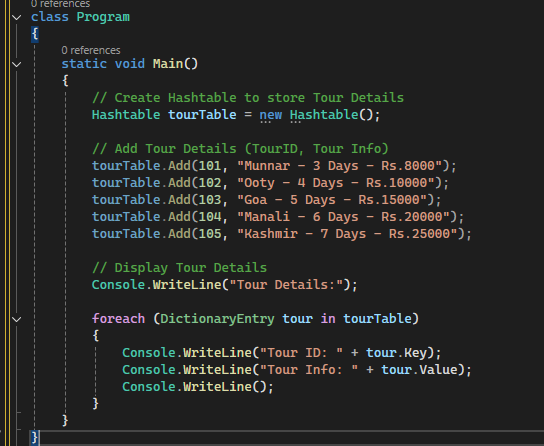 0 references
class Program
{
0 references
static void Main()
{
// Create Hashtable to store Tour Details
Hashtable tourTable = new Hashtable();
// Add Tour Details (TourID, Tour Info)
tourTable.Add(101, "Munnar - 3 Days - Rs.8000");
tourTable.Add(102, "Ooty - 4 Days - Rs.10000");
tourTable.Add(103, "Goa - 5 Days - Rs.15000");
tourTable.Add(104, "Manali - 6 Days - Rs.20000");
tourTable.Add(105, "Kashmir - 7 Days - Rs.25000");
// Display Tour Details
Console.WriteLine("Tour Details:");
foreach (DictionaryEntry tour in tourTable)
{
Console.WriteLine("Tour ID: " + tour.Key);
Console.WriteLine("Tour Info: " + tour.Value);
Console.WriteLine();
}
}
}